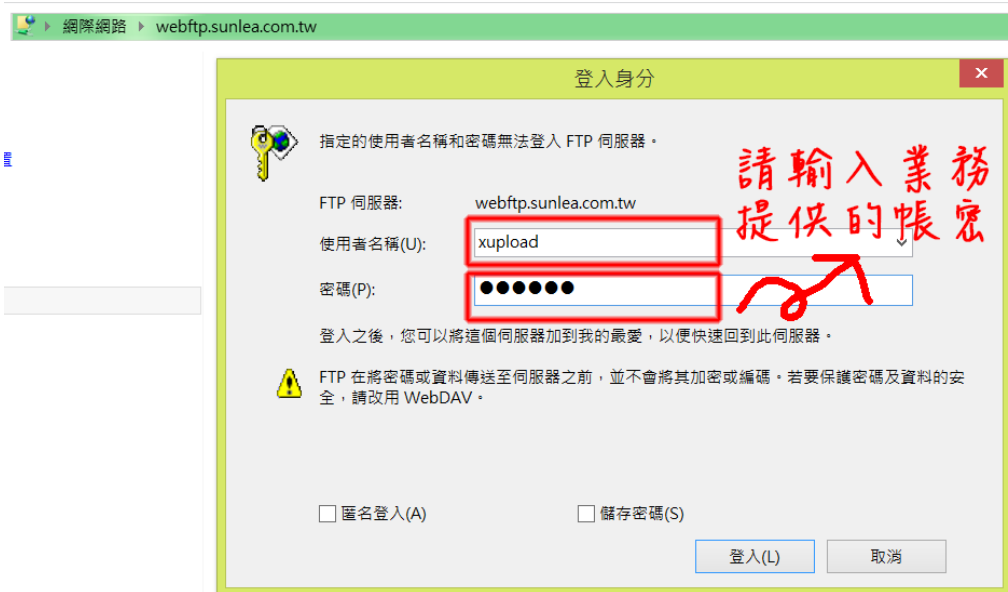 網際網路 webftp.sunlea.com.tw
登入身分
指定的使用者名稱和密碼無法登入 FTP 伺服器。
請輸入業務
提供的帳密
FTP 伺服器: webftp.sunlea.com.tw
使用者名稱(U): xupload
密碼(P): ●●●●●●
登入之後，您可以將這個伺服器加到我的最愛，以便快速回到此伺服器。
FTP 在將密碼或資料傳送至伺服器之前，並不會將其加密或編碼。若要保護密碼及資料的安
全，請改用 WebDAV。
匿名登入(A) 儲存密碼(S)
登入(L) 取消